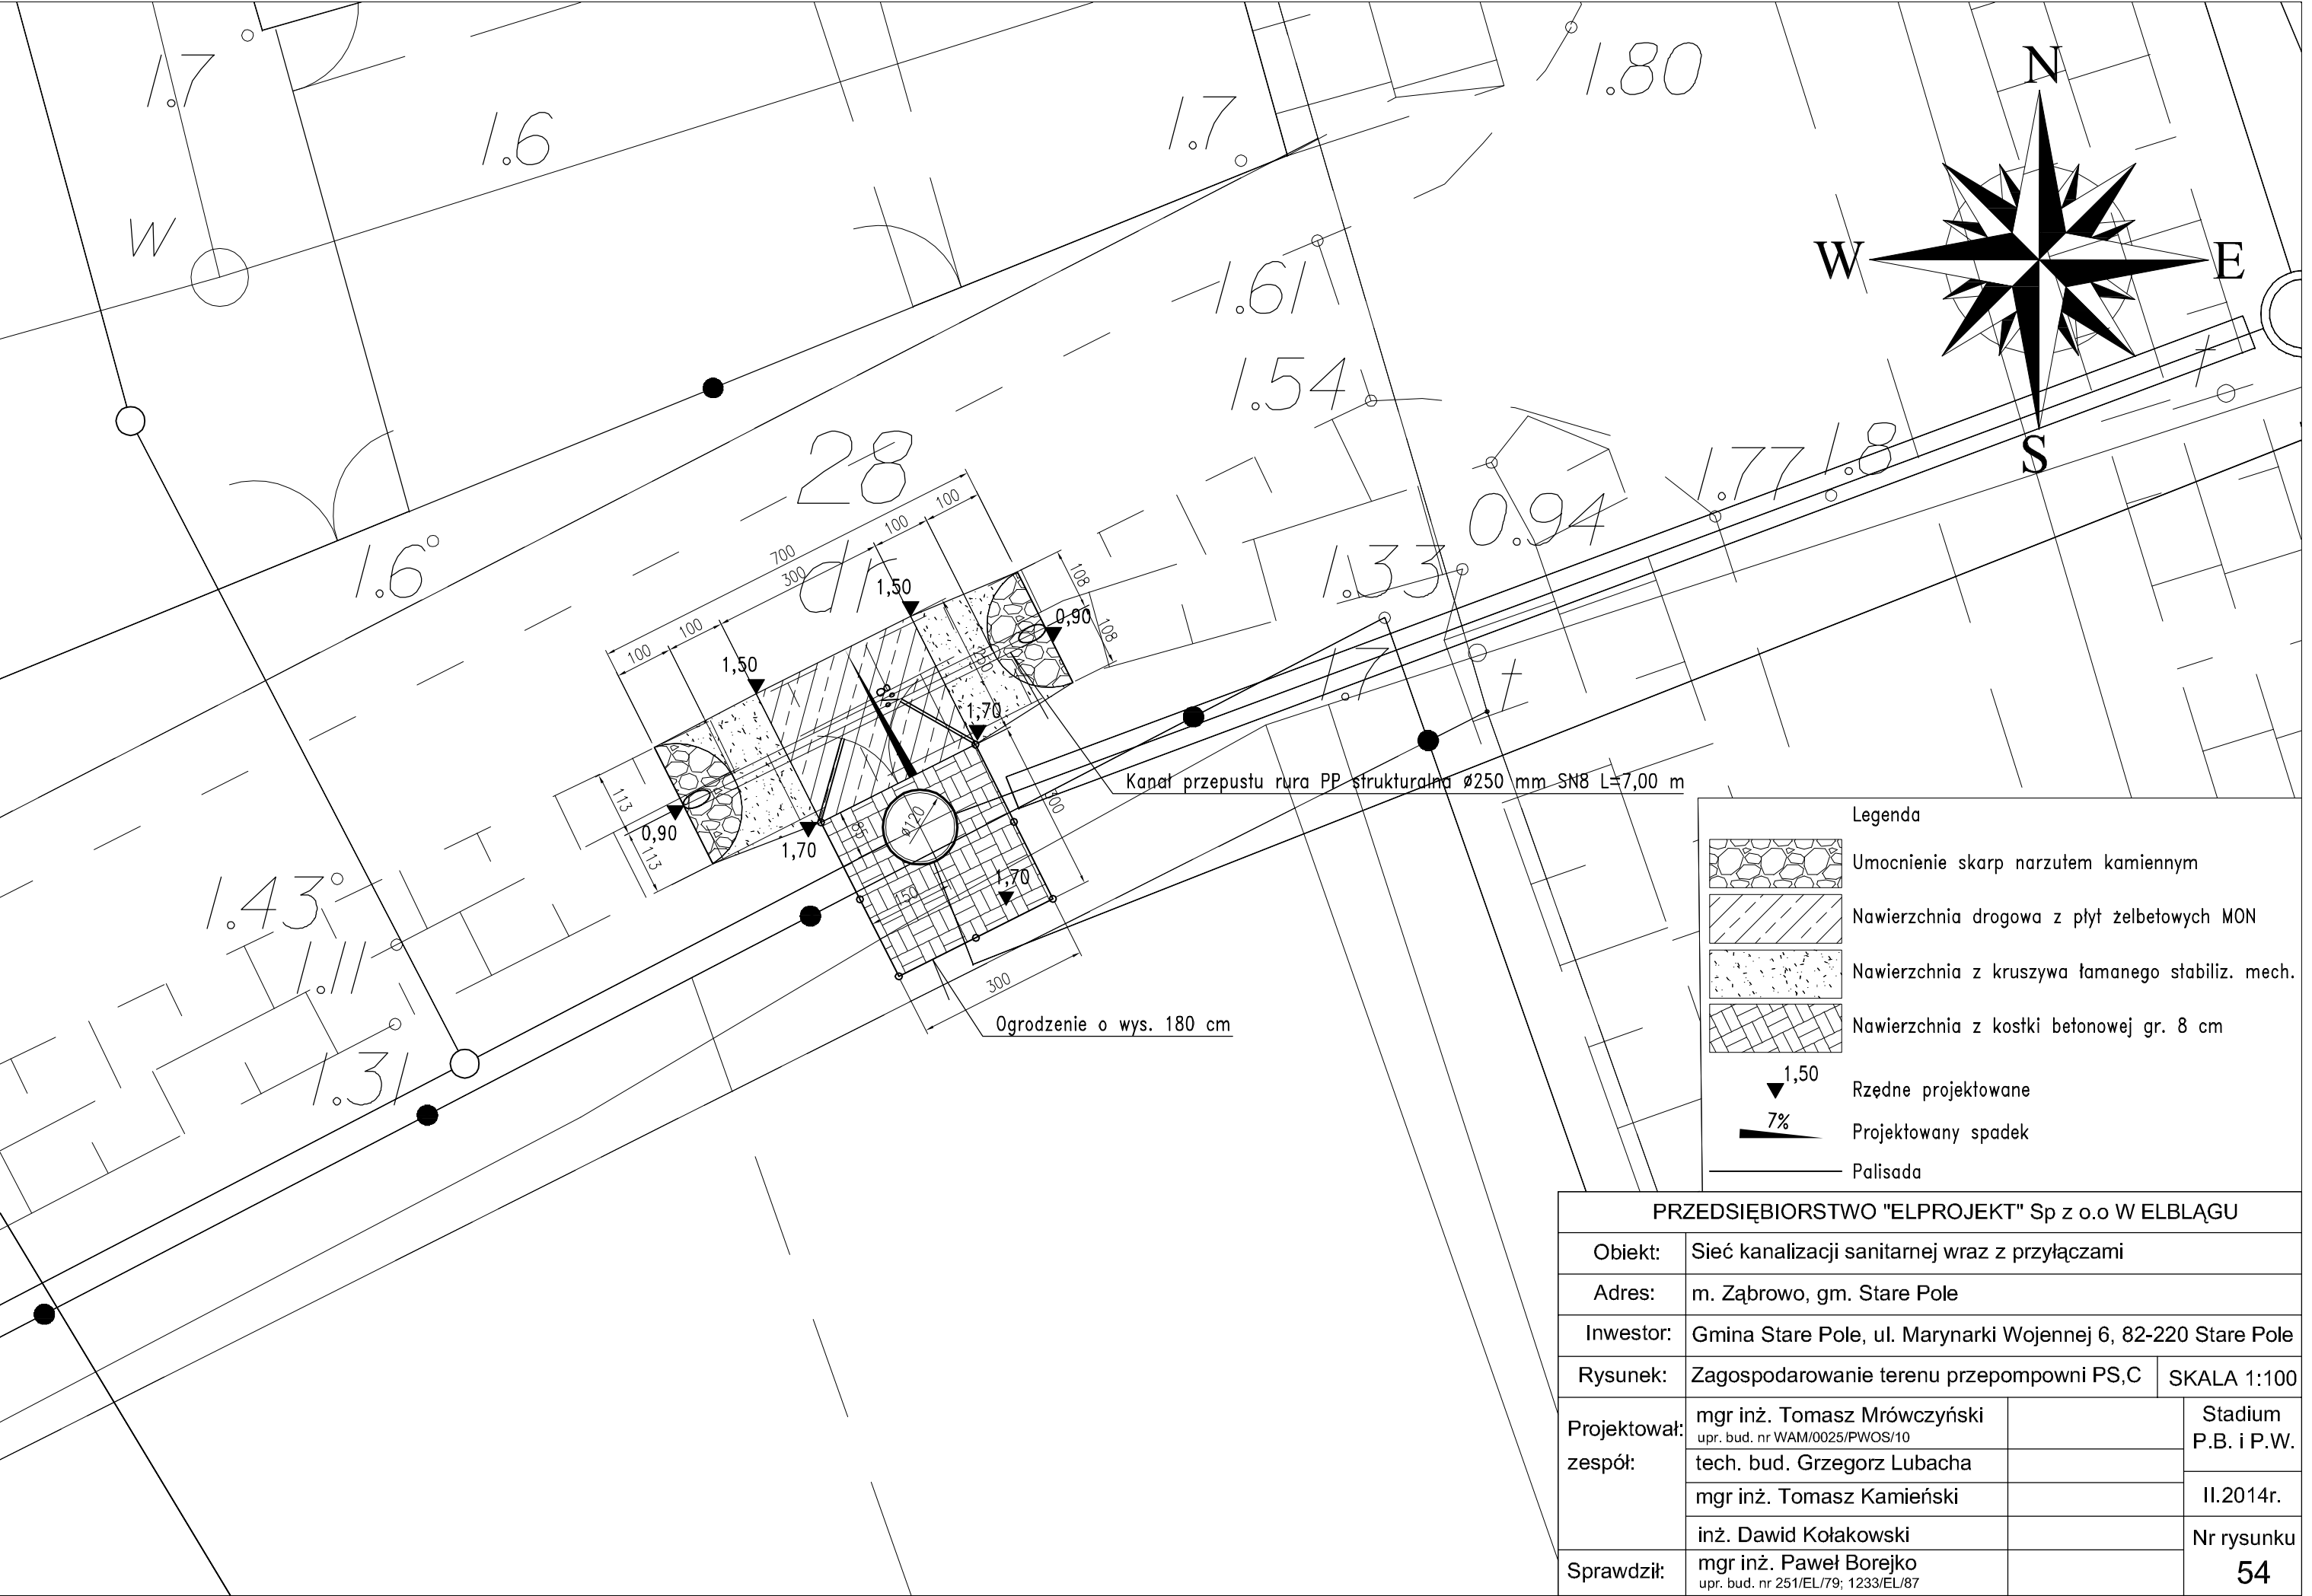 1.7
1.6
1.7
1.80
N
W
W
E
S
1.61
1.54
28
1.77
1.8
0.94
1.33
1.6
dr
100
100
700
300
100
100
1,50
1,50
108
108
0,90
1,70
1.7
t
t
Kanał przepustu rura PP strukturalna ø250 mm SN8 L=7,00 m
113
113
0,90
1,70
85
ø120
150
1,70
300
1.43
1.11
1.31
Ogrodzenie o wys. 180 cm
Legenda
Umocnienie skarp narzutem kamiennym
Nawierzchnia drogowa z płyt żelbetowych MON
Nawierzchnia z kruszywa łamanego stabiliz. mech.
Nawierzchnia z kostki betonowej gr. 8 cm
1,50
Rzędne projektowane
7%
Projektowany spadek
Palisada
PRZEDSIĘBIORSTWO "ELPROJEKT" Sp z o.o W ELBLĄGU
Obiekt: Sieć kanalizacji sanitarnej wraz z przyłączami
Adres: m. Ząbrowo, gm. Stare Pole
Inwestor: Gmina Stare Pole, ul. Marynarki Wojennej 6, 82-220 Stare Pole
Rysunek: Zagospodarowanie terenu przepompowni PS,C SKALA 1:100
Projektował: mgr inż. Tomasz Mrówczyński
upr. bud. nr WAM/0025/PWOS/10
Stadium
P.B. i P.W.
zespół: tech. bud. Grzegorz Lubacha
mgr inż. Tomasz Kamieński
II.2014r.
inż. Dawid Kołakowski
Nr rysunku
54
Sprawdził: mgr inż. Paweł Borejko
upr. bud. nr 251/EL/79; 1233/EL/87